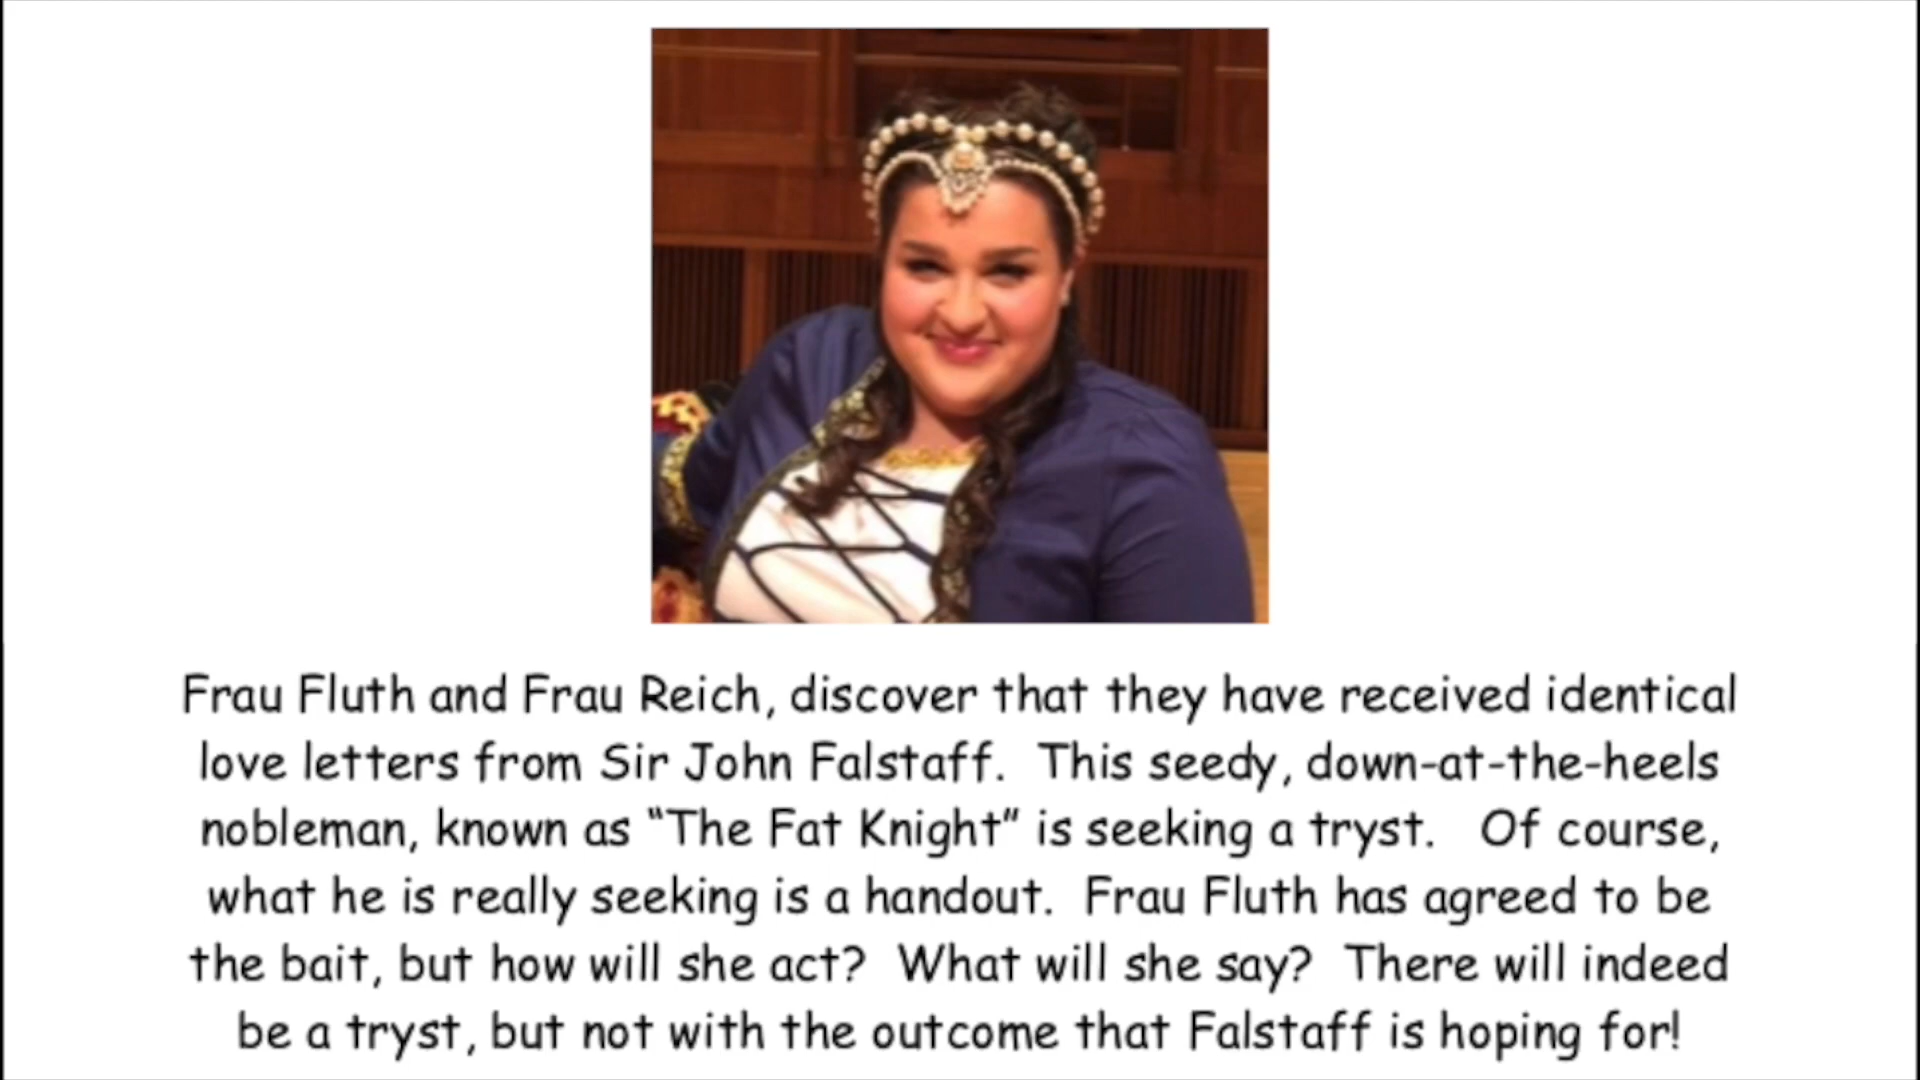 Frau Fluth and Frau Reich, discover that they have received identical
love letters from Sir John Falstaff.  This seedy, down-at-the-heels
nobleman, known as “The Fat Knight” is seeking a tryst.   Of course,
what he is really seeking is a handout.  Frau Fluth has agreed to be
the bait, but how will she act?  What will she say?  There will indeed
be a tryst, but not with the outcome that Falstaff is hoping for!